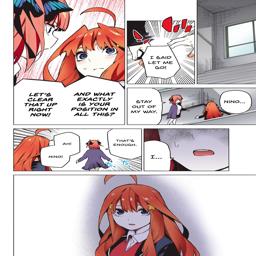 I SAID
LET ME
GO!
LET'S
CLEAR
THAT UP
RIGHT
NOW!
AND WHAT
EXACTLY
IS YOUR
POSITION IN
ALL THIS?
STAY
OUT OF
MY WAY.
NINO...
AH!
NINO!
THAT'S
ENOUGH.
I...